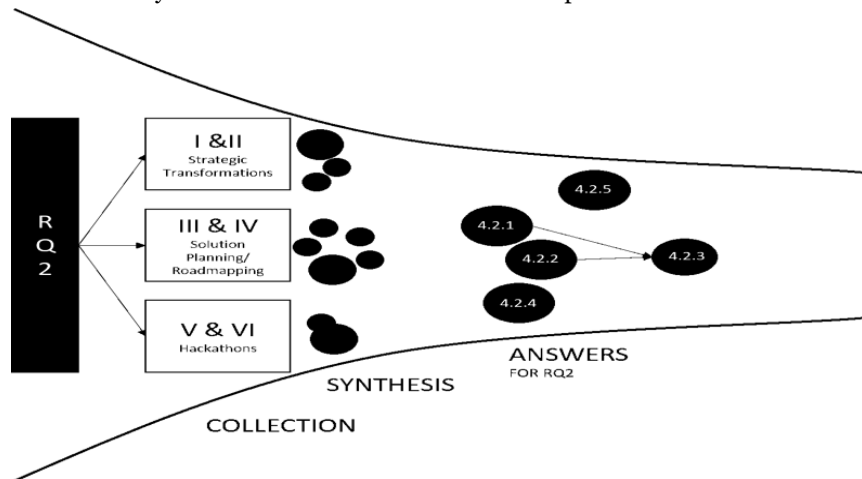 R
Q
2
I &II
Strategic
Transformations
III & IV
Solution
Planning/
Roadmapping
V & VI
Hackathons
4.2.5
4.2.1
4.2.2
4.2.3
4.2.4
ANSWERS
FOR RQ2
SYNTHESIS
COLLECTION